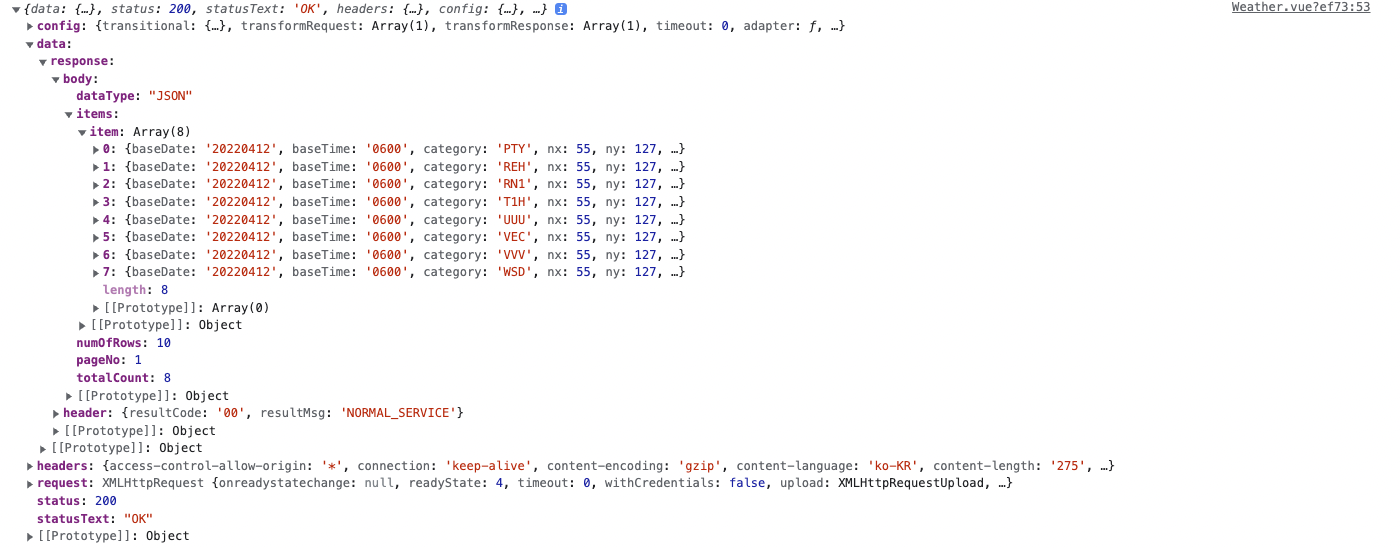 {data: {…}, status: 200, statusText: 'OK', headers: {…}, config: {…}, …} i Weather.vue?ef73:53
config: {transitional: {…}, transformRequest: Array(1), transformResponse: Array(1), timeout: 0, adapter: ƒ, …}
data:
response:
body:
dataType: "JSON"
items:
item: Array(8)
0: {baseDate: '20220412', baseTime: '0600', category: 'PTY', nx: 55, ny: 127, …}
1: {baseDate: '20220412', baseTime: '0600', category: 'REH', nx: 55, ny: 127, …}
2: {baseDate: '20220412', baseTime: '0600', category: 'RN1', nx: 55, ny: 127, …}
3: {baseDate: '20220412', baseTime: '0600', category: 'T1H', nx: 55, ny: 127, …}
4: {baseDate: '20220412', baseTime: '0600', category: 'UUU', nx: 55, ny: 127, …}
5: {baseDate: '20220412', baseTime: '0600', category: 'VEC', nx: 55, ny: 127, …}
6: {baseDate: '20220412', baseTime: '0600', category: 'VVV', nx: 55, ny: 127, …}
7: {baseDate: '20220412', baseTime: '0600', category: 'WSD', nx: 55, ny: 127, …}
length: 8
[[Prototype]]: Array(0)
[[Prototype]]: Object
numOfRows: 10
pageNo: 1
totalCount: 8
[[Prototype]]: Object
header: {resultCode: '00', resultMsg: 'NORMAL_SERVICE'}
[[Prototype]]: Object
[[Prototype]]: Object
headers: {access-control-allow-origin: '*', connection: 'keep-alive', content-encoding: 'gzip', content-language: 'ko-KR', content-length: '275', …}
request: XMLHttpRequest {onreadystatechange: null, readyState: 4, timeout: 0, withCredentials: false, upload: XMLHttpRequestUpload, …}
status: 200
statusText: "OK"
[[Prototype]]: Object